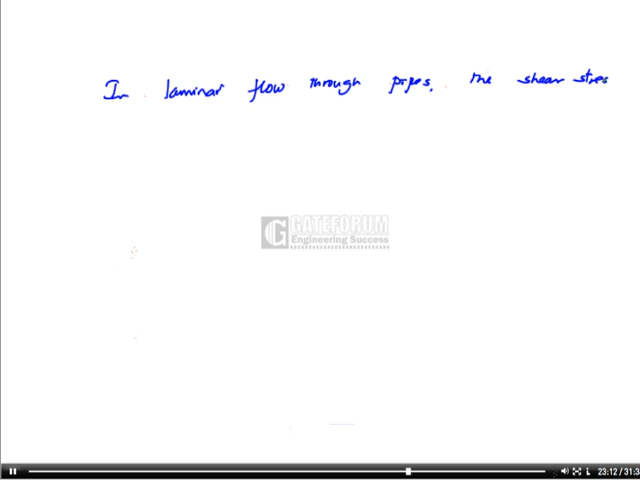 In laminar flow through pipes, the shear stress
GATEFORUM
Engineering Success
23:12 / 31:3